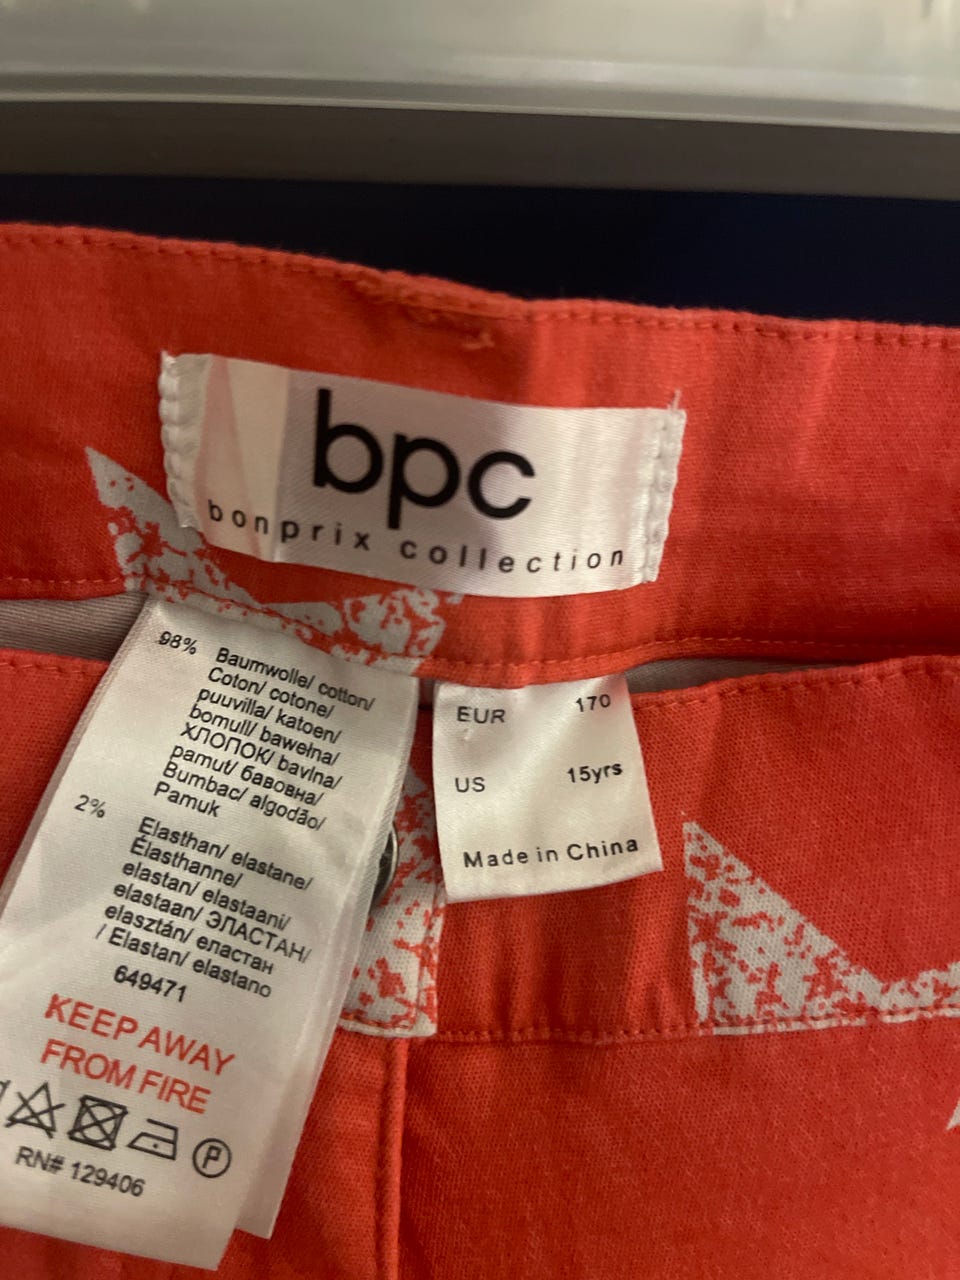 bpc
bonprix collection
98% Baumwolle/ cotton/
Coton/ cotone/
puuvilla/ katoen/
bomull/ bawełna/
ХЛОПОК/ bavlna/
pamut/ бавовна/
Bumbac/ algodão/
Pamuk
2% Elasthan/ elastane/
Élasthanne/
elastan/ elastaani/
elastaan/ ЭЛАСТАН/
elasztán/ еластан
/ Elastan/ elastano
649471
KEEP AWAY
FROM FIRE
P
RN# 129406
EUR 170
US 15yrs
Made in China